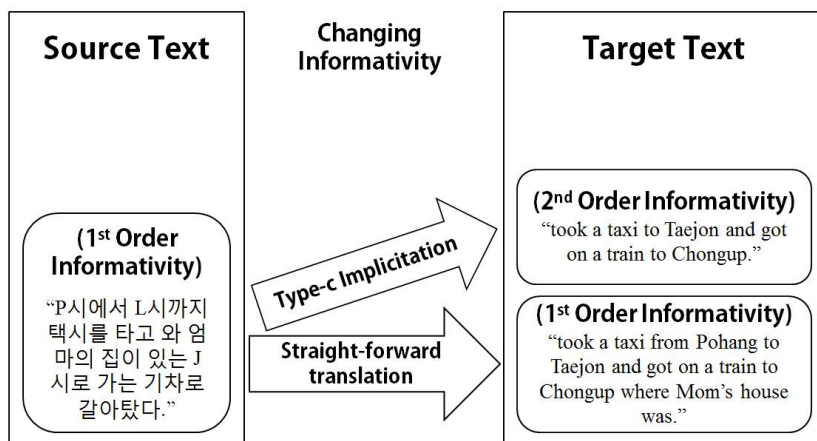 Source Text
(1st Order
Informativity)
“P시에서 L시까지
택시를 타고 와 엄
마의 집이 있는 J
시로 가는 기차로
갈아탔다.”
Changing
Informativity
Type-c Implicitation
Straight-forward
translation
Target Text
(2nd Order Informativity)
“took a taxi to Taejon and got
on a train to Chongup.”
(1st Order Informativity)
“took a taxi from Pohang to
Taejon and got on a train to
Chongup where Mom’s house
was.”